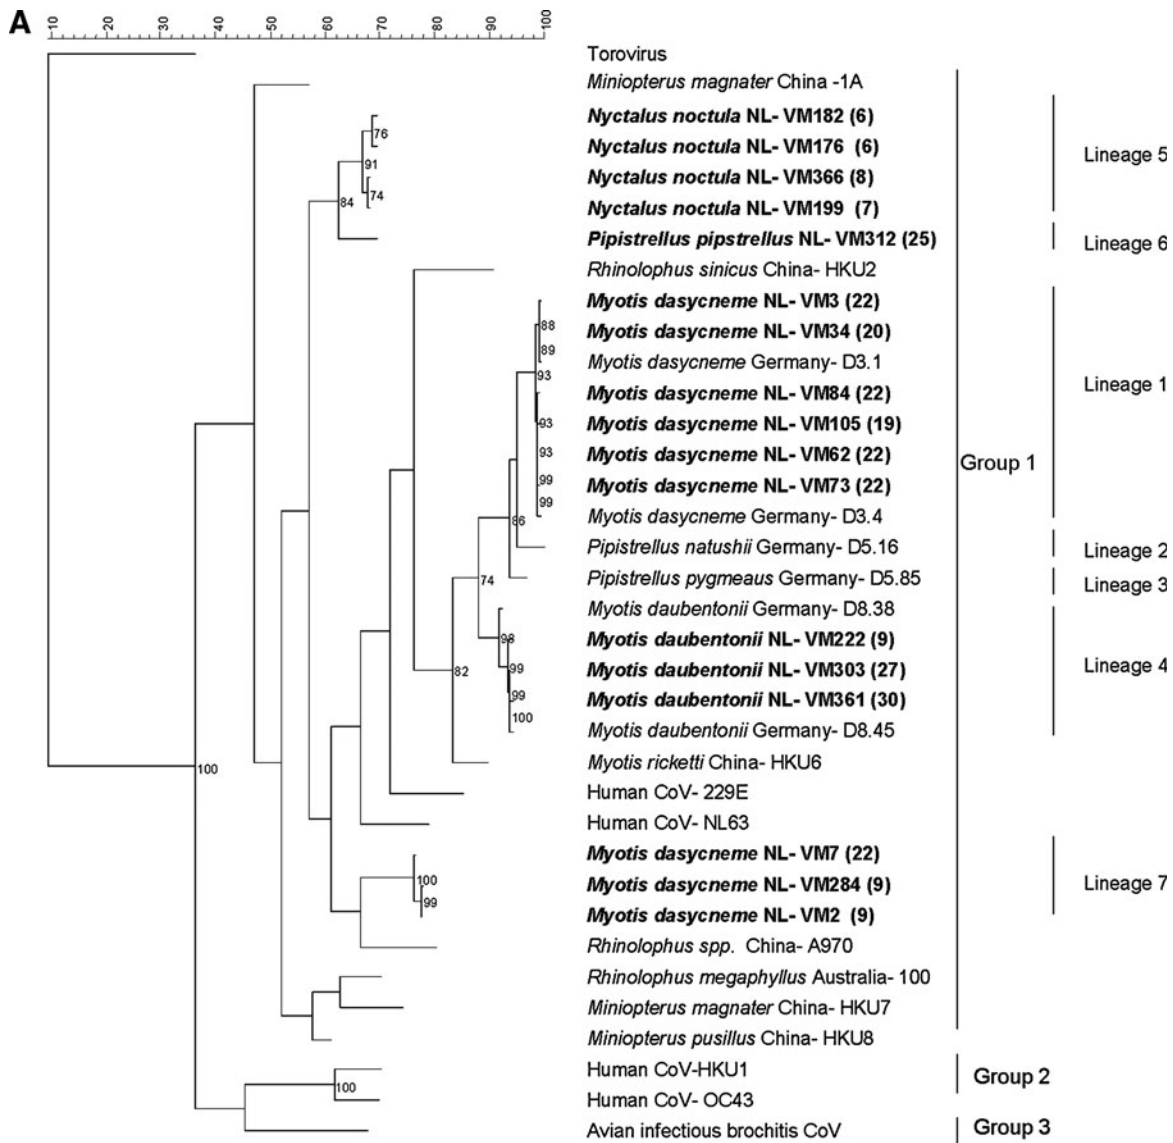 A
10 20 30 40 50 60 70 80 90 100
Torovirus
Miniopterus magnater China -1A
Nyctalus noctula NL- VM182 (6)
76
Nyctalus noctula NL- VM176 (6)
Lineage 5
91
Nyctalus noctula NL- VM366 (8)
74
84
Nyctalus noctula NL- VM199 (7)
Pipistrellus pipstrellus NL- VM312 (25)
Lineage 6
Rhinolophus sinicus China- HKU2
Myotis dasycneme NL- VM3 (22)
88
Myotis dasycneme NL- VM34 (20)
89
Myotis dasycneme Germany- D3.1
93
Lineage 1
Myotis dasycneme NL- VM84 (22)
93
Myotis dasycneme NL- VM105 (19)
93
Myotis dasycneme NL- VM62 (22)
Group 1
99
Myotis dasycneme NL- VM73 (22)
99
86
Myotis dasycneme Germany- D3.4
Pipistrellus natushii Germany- D5.16
Lineage 2
74
Pipistrellus pygmeaus Germany- D5.85
Lineage 3
Myotis daubentonii Germany- D8.38
98
Myotis daubentonii NL- VM222 (9)
99
82
Myotis daubentonii NL- VM303 (27)
Lineage 4
99
Myotis daubentonii NL- VM361 (30)
100
Myotis daubentonii Germany- D8.45
100
Myotis ricketti China- HKU6
Human CoV- 229E
Human CoV- NL63
Myotis dasycneme NL- VM7 (22)
100
Myotis dasycneme NL- VM284 (9)
Lineage 7
99
Myotis dasycneme NL- VM2 (9)
Rhinolophus spp. China- A970
Rhinolophus megaphyllus Australia- 100
Miniopterus magnater China- HKU7
Miniopterus pusillus China- HKU8
Human CoV-HKU1
Group 2
100
Human CoV- OC43
Avian infectious brochitis CoV
Group 3